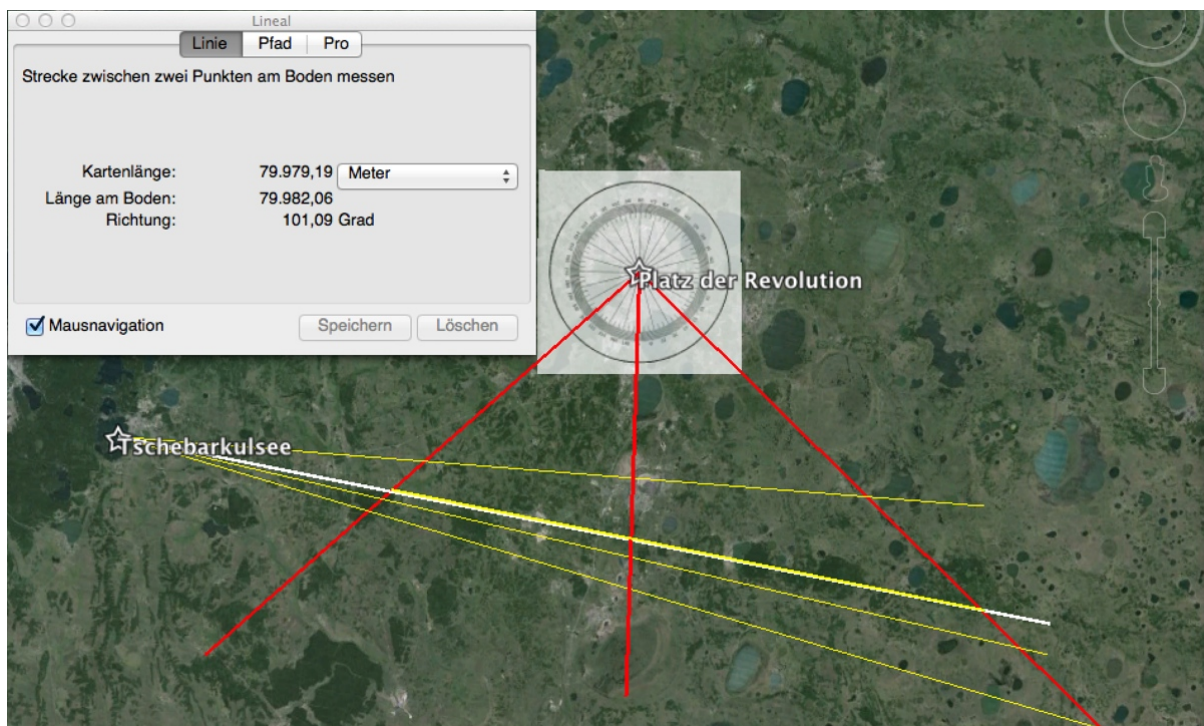 Lineal
Linie Pfad Pro
Strecke zwischen zwei Punkten am Boden messen
Kartenlänge: 79.979,19 Meter
Länge am Boden: 79.982,06
Richtung: 101,09 Grad
Mausnavigation Speichern Löschen
Platz der Revolution
Tschebarkulsee